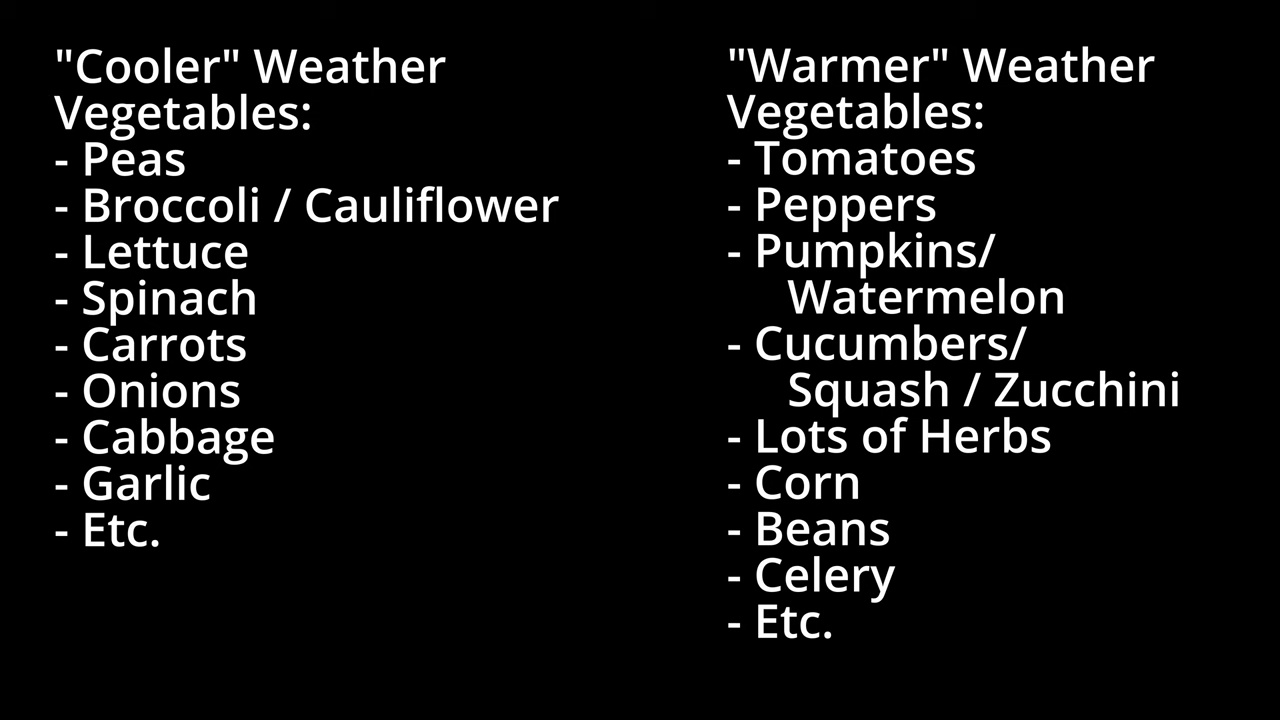 "Cooler" Weather
Vegetables:
- Peas
- Broccoli / Cauliflower
- Lettuce
- Spinach
- Carrots
- Onions
- Cabbage
- Garlic
- Etc.
"Warmer" Weather
Vegetables:
- Tomatoes
- Peppers
- Pumpkins/
Watermelon
- Cucumbers/
Squash / Zucchini
- Lots of Herbs
- Corn
- Beans
- Celery
- Etc.